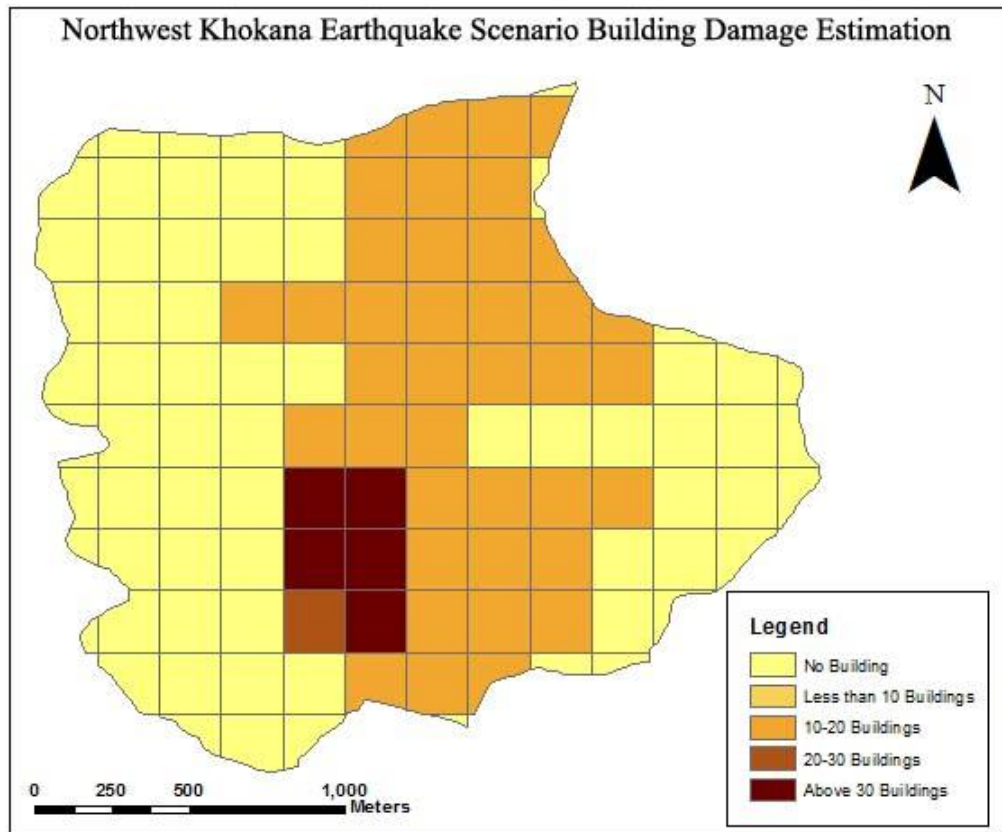 Northwest Khokana Earthquake Scenario Building Damage Estimation
N
Legend
No Building
Less than 10 Buildings
10-20 Buildings
20-30 Buildings
Above 30 Buildings
0 250 500 1,000
Meters